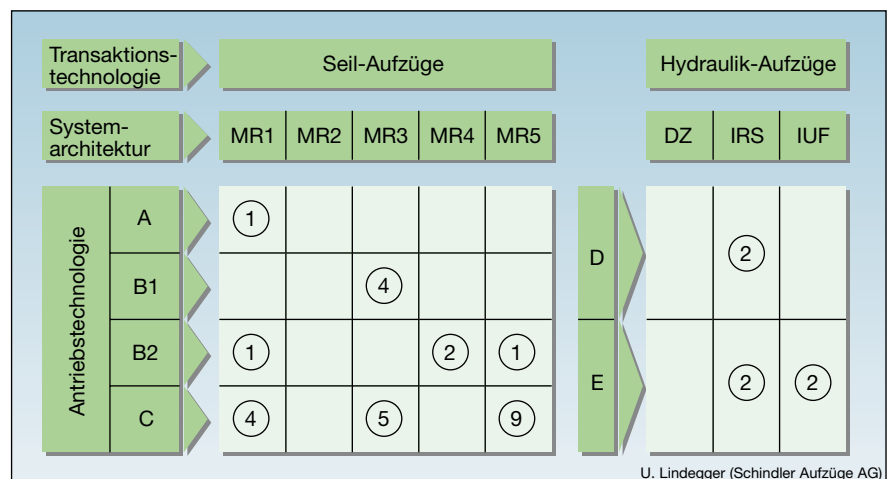 Transaktions-
technologie
Seil-Aufzüge
Hydraulik-Aufzüge
System-
architektur
MR1 MR2 MR3 MR4 MR5
DZ IRS IUF
Antriebstechnologie
A
1
B1
4
B2
1 2 1
C
4 5 9
D
2
E
2 2
U. Lindegger (Schindler Aufzüge AG)